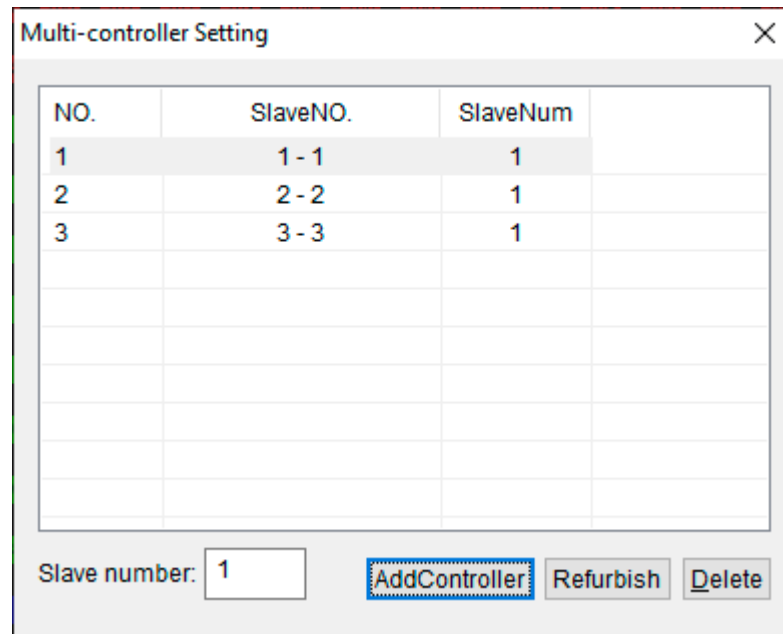 Multi-controller Setting
NO. SlaveNO. SlaveNum
1 1 - 1 1
2 2 - 2 1
3 3 - 3 1
Slave number: 1 AddController Refurbish Delete